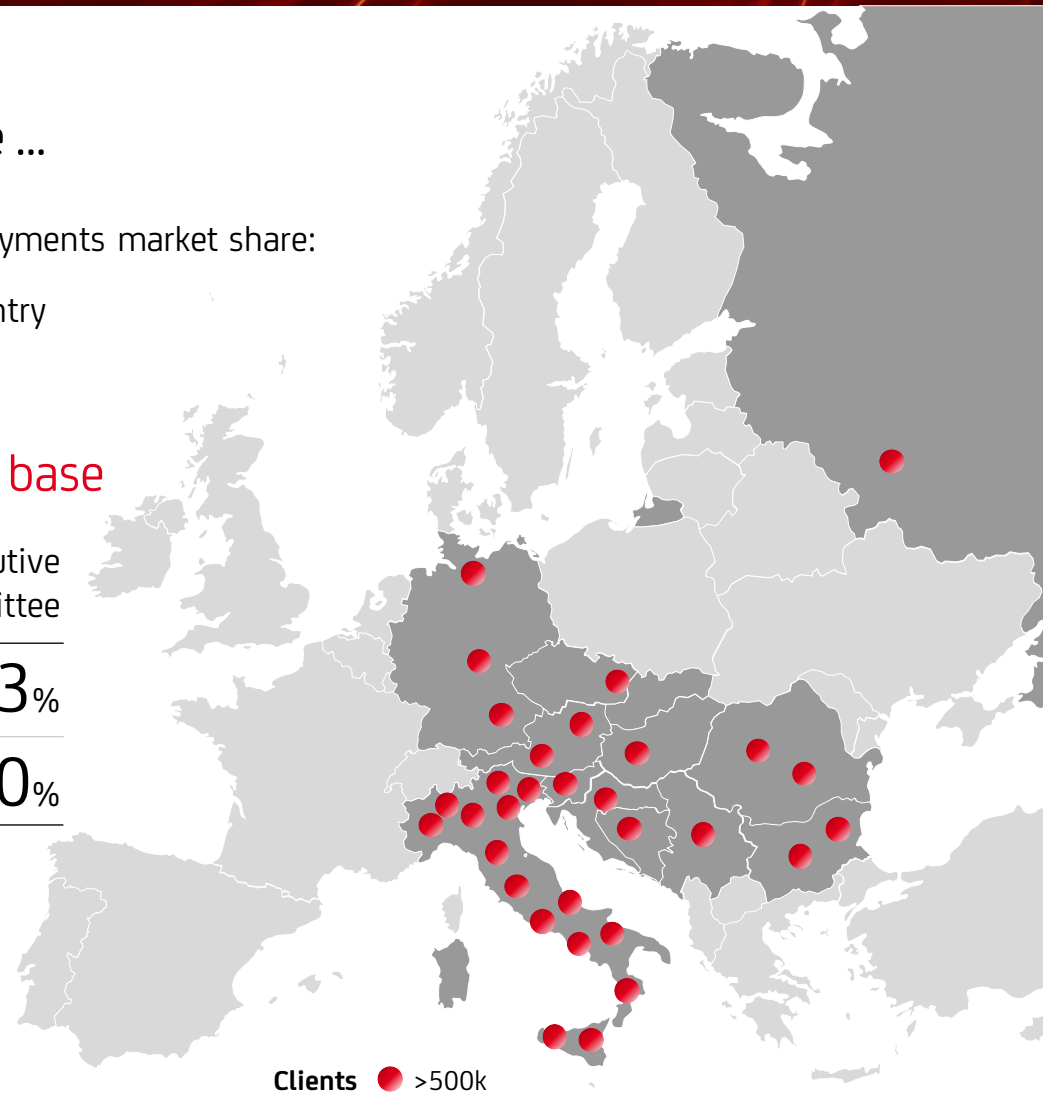 e ...
yments market share:
ntry
base
utive
ittee
3%
0%
Clients >500k